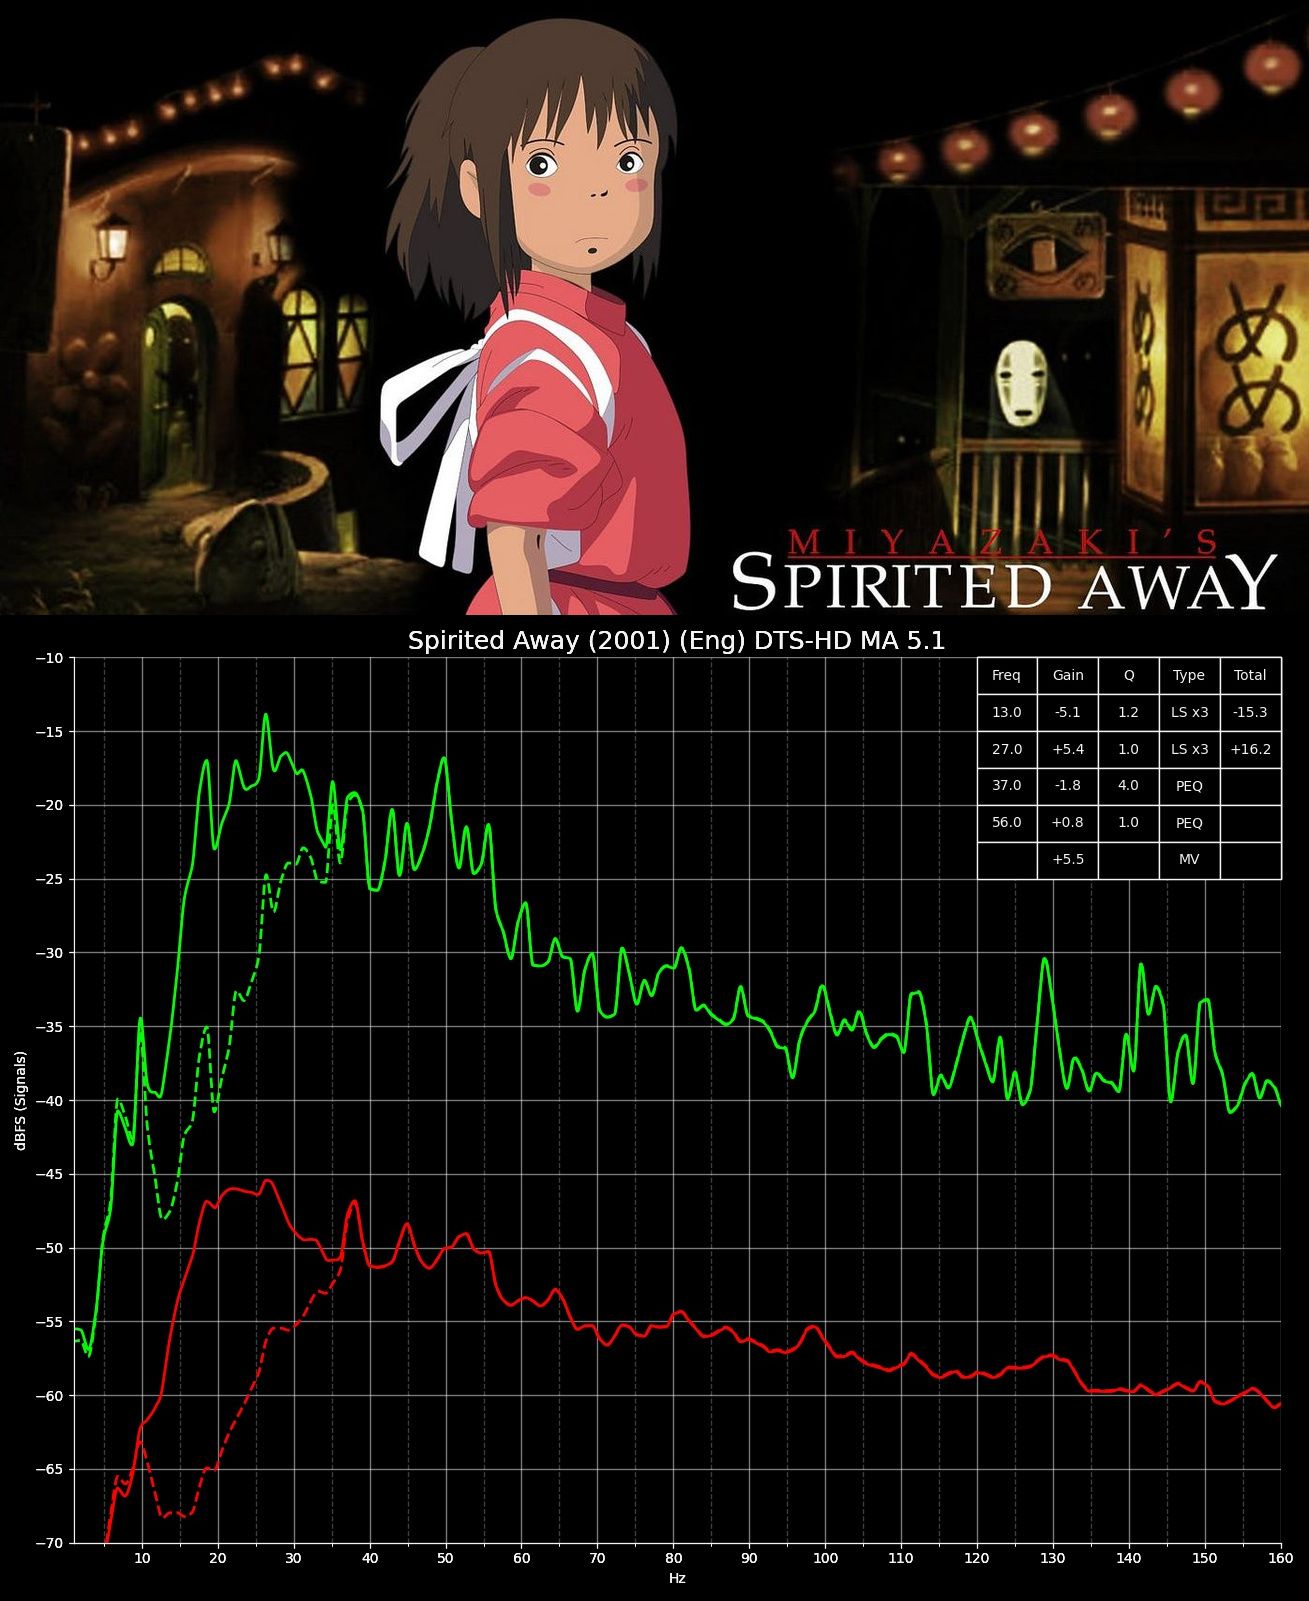 めめ
MIYAZAKI'S
SPIRITED AWAY
Spirited Away (2001) (Eng) DTS-HD MA 5.1
Freq Gain Q Type Total
13.0 -5.1 1.2 LS x3 -15.3
27.0 +5.4 1.0 LS x3 +16.2
37.0 -1.8 4.0 PEQ
56.0 +0.8 1.0 PEQ
+5.5 MV
dBFS (Signals)
−10
−15
−20
−25
−30
−35
−40
−45
−50
−55
−60
−65
−70
10 20 30 40 50 60 70 80 90 100 110 120 130 140 150 160
Hz